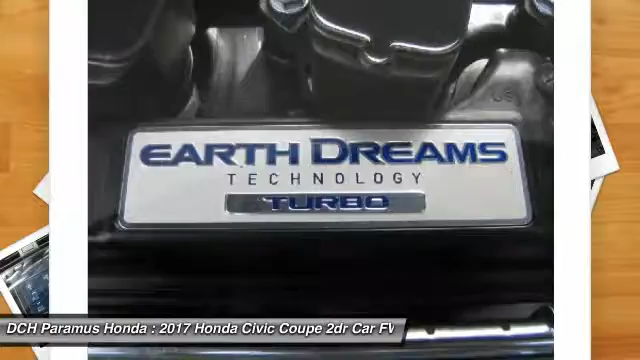 EARTH DREAMS
TECHNOLOGY
TURBO
DCH Paramus Honda : 2017 Honda Civic Coupe 2dr Car FV